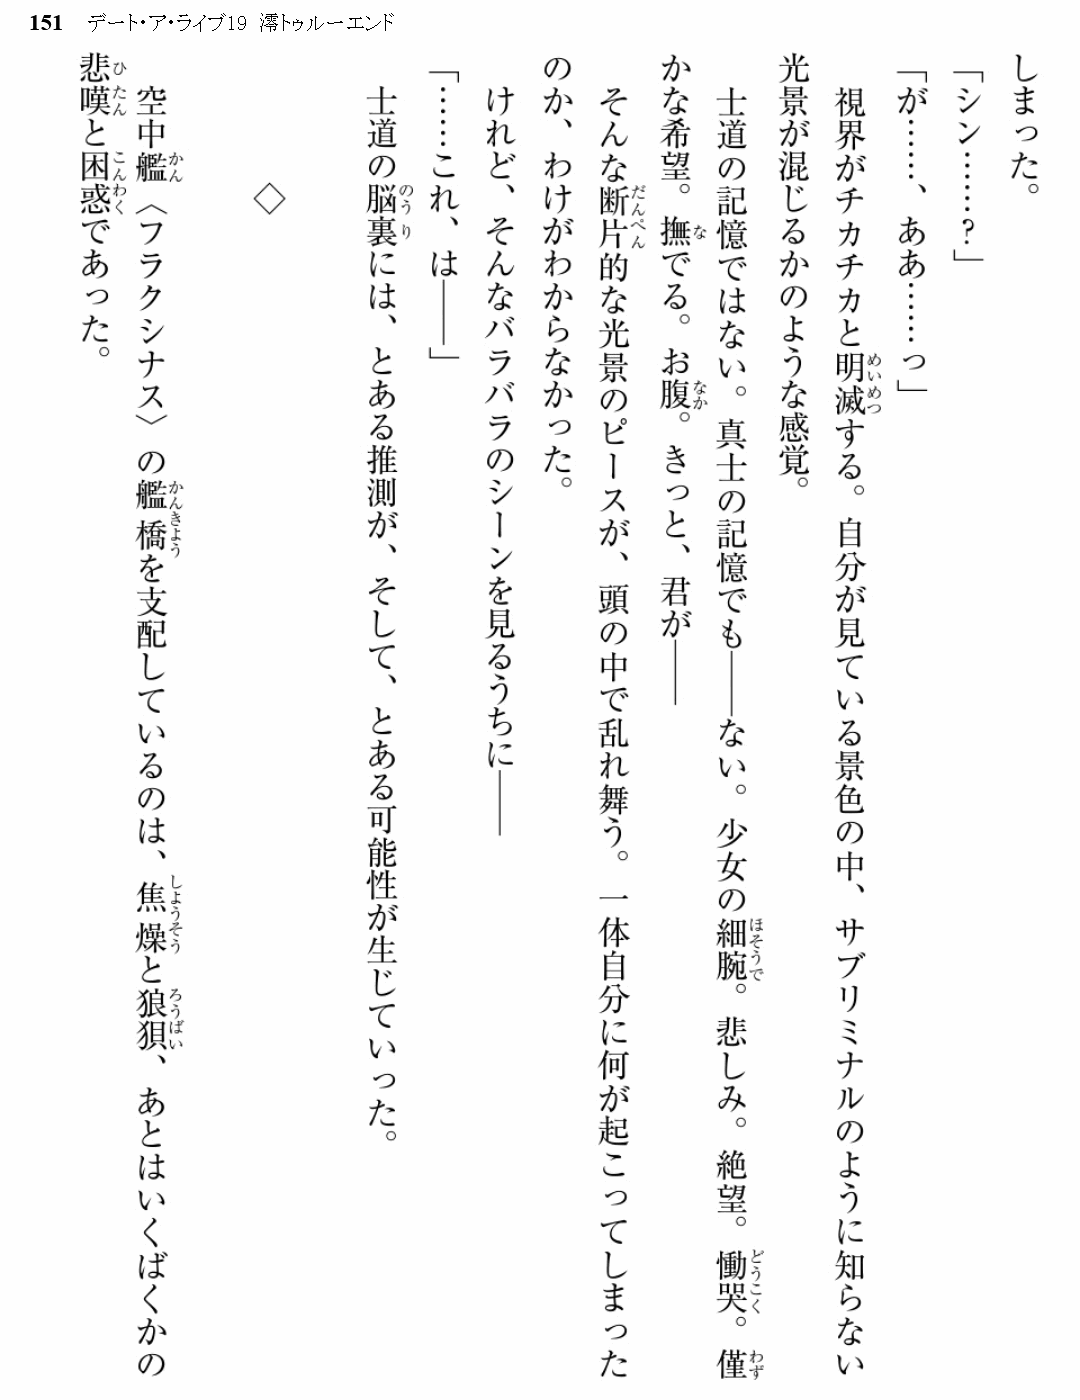 151 デート・ア・ライブ19 澪トゥルーエンド
しまった。
「シン……？」
「が……、ああ……っ」
視界がチカチカと明滅する。自分が見ている景色の中、サブリミナルのように知らない
光景が混じるかのような感覚。
士道の記憶ではない。真士の記憶でも――ない。少女の細腕。悲しみ。絶望。慟哭。僅
かな希望。撫でる。お腹。きっと、君が――
そんな断片的な光景のピースが、頭の中で乱れ舞う。一体自分に何が起こってしまった
のか、わけがわからなかった。
けれど、そんなバラバラのシーンを見るうちに――
「……これ、は――」
士道の脳裏には、とある推測が、そして、とある可能性が生じていった。
◇
空中艦〈フラクシナス〉の艦橋を支配しているのは、焦燥と狼狽、あとはいくばくかの
悲嘆と困惑であった。